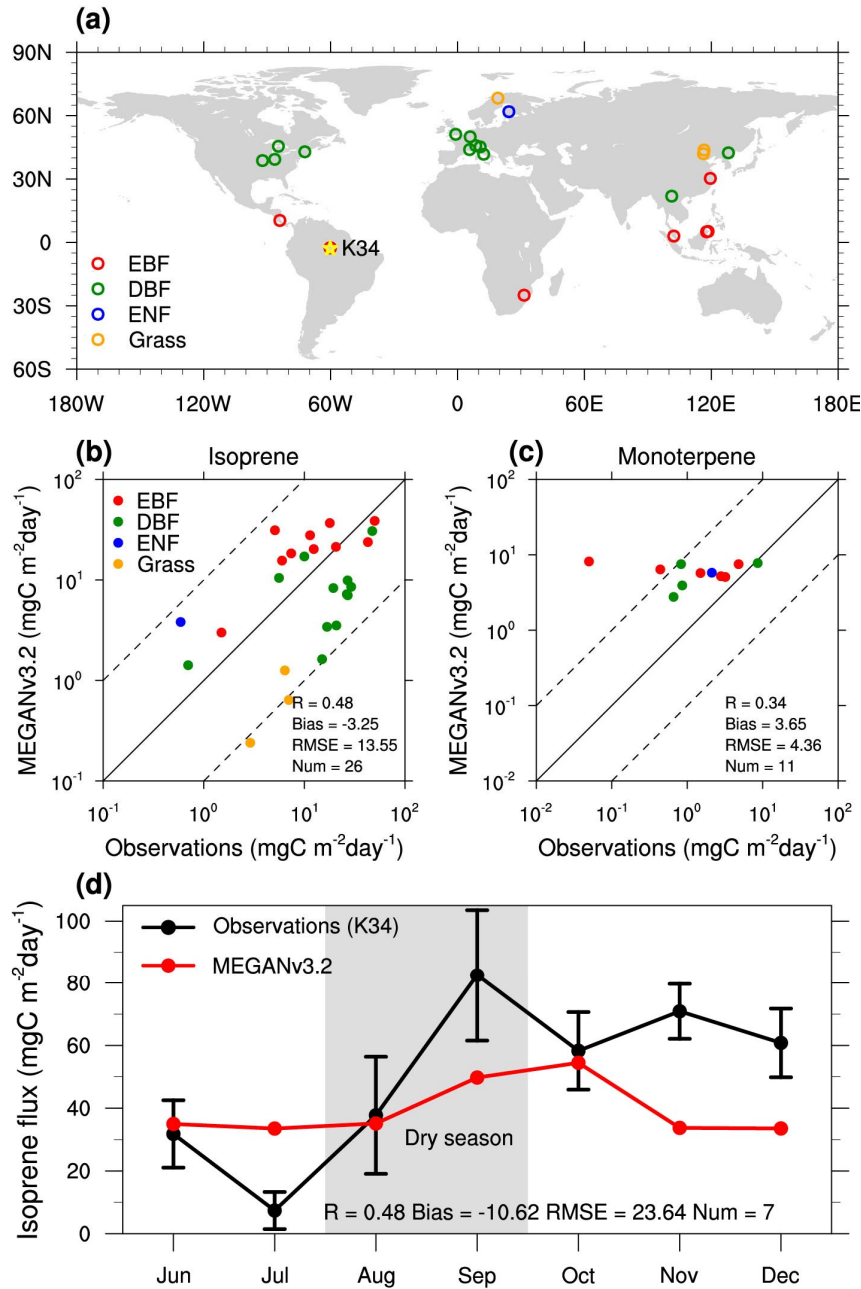 (a)
90N
60N
30N
0
30S
60S
K34
EBF
DBF
ENF
Grass
180W 120W 60W 0 60E 120E 180E
(b) Isoprene
MEGANv3.2 (mgC m⁻²day⁻¹)
10²
10¹
10⁰
10⁻¹
EBF
DBF
ENF
Grass
R = 0.48
Bias = -3.25
RMSE = 13.55
Num = 26
10⁻¹ 10⁰ 10¹ 10²
Observations (mgC m⁻²day⁻¹)
(c) Monoterpene
MEGANv3.2 (mgC m⁻²day⁻¹)
10²
10¹
10⁰
10⁻¹
10⁻²
R = 0.34
Bias = 3.65
RMSE = 4.36
Num = 11
10⁻² 10⁻¹ 10⁰ 10¹ 10²
Observations (mgC m⁻²day⁻¹)
(d)
Isoprene flux (mgC m⁻²day⁻¹)
100
80
60
40
20
0
Observations (K34)
MEGANv3.2
Dry season
R = 0.48 Bias = -10.62 RMSE = 23.64 Num = 7
Jun Jul Aug Sep Oct Nov Dec